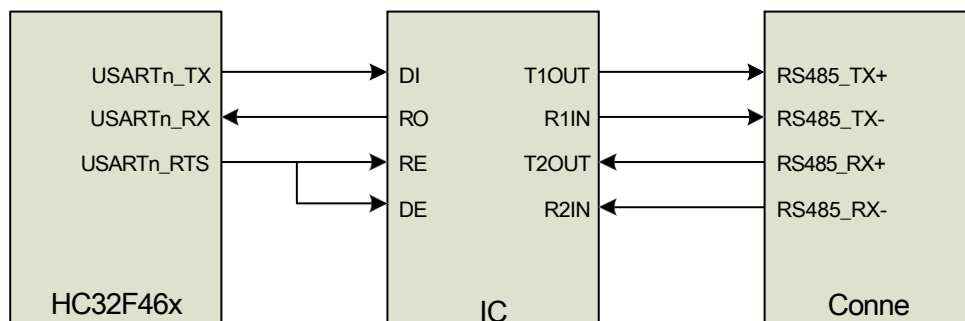 USARTn_TX
USARTn_RX
USARTn_RTS
HC32F46x
DI
RO
RE
DE
T1OUT
R1IN
T2OUT
R2IN
IC
RS485_TX+
RS485_TX-
RS485_RX+
RS485_RX-
Conne